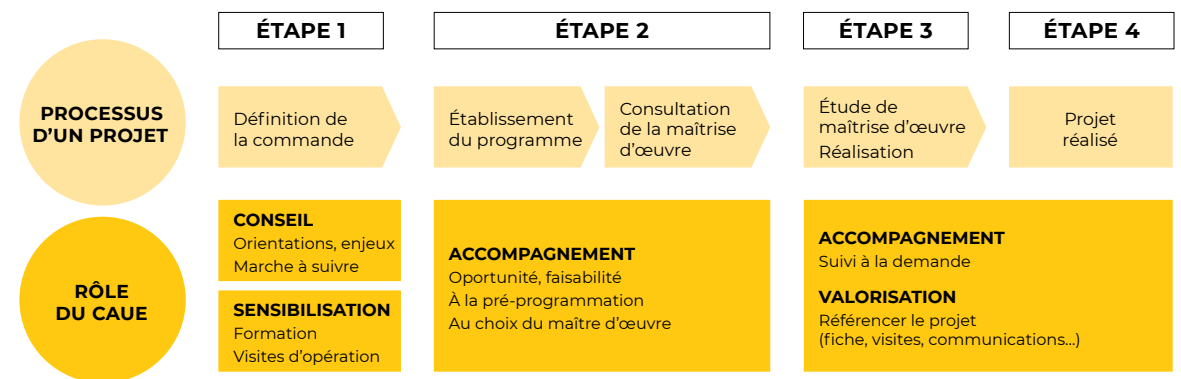 ÉTAPE 1
ÉTAPE 2
ÉTAPE 3
ÉTAPE 4
PROCESSUS
D'UN PROJET
Définition de
la commande
Établissement
du programme
Consultation
de la maîtrise
d'œuvre
Étude de
maîtrise d'œuvre
Réalisation
Projet
réalisé
RÔLE
DU CAUE
CONSEIL
Orientations, enjeux
Marche à suivre
SENSIBILISATION
Formation
Visites d'opération
ACCOMPAGNEMENT
Oportunité, faisabilité
À la pré-programmation
Au choix du maître d'œuvre
ACCOMPAGNEMENT
Suivi à la demande
VALORISATION
Référencer le projet
(fiche, visites, communications...)